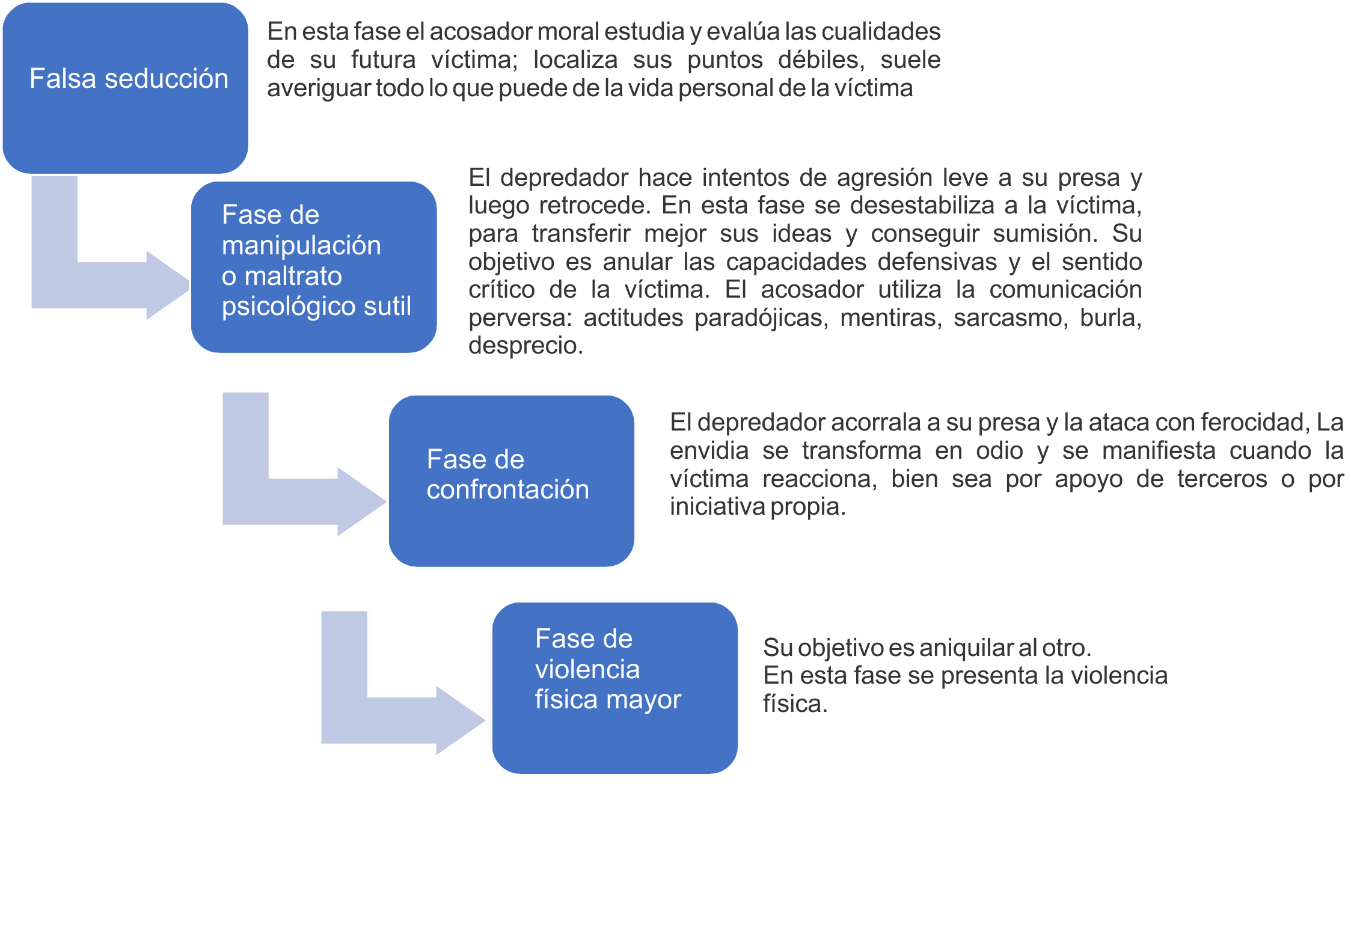 Falsa seducción
En esta fase el acosador moral estudia y evalúa las cualidades
de su futura víctima; localiza sus puntos débiles, suele
averiguar todo lo que puede de la vida personal de la víctima
Fase de
manipulación
o maltrato
psicológico sutil
El depredador hace intentos de agresión leve a su presa y
luego retrocede. En esta fase se desestabiliza a la víctima,
para transferir mejor sus ideas y conseguir sumisión. Su
objetivo es anular las capacidades defensivas y el sentido
crítico de la víctima. El acosador utiliza la comunicación
perversa: actitudes paradójicas, mentiras, sarcasmo, burla,
desprecio.
Fase de
confrontación
El depredador acorrala a su presa y la ataca con ferocidad, La
envidia se transforma en odio y se manifiesta cuando la
víctima reacciona, bien sea por apoyo de terceros o por
iniciativa propia.
Fase de
violencia
física mayor
Su objetivo es aniquilar al otro.
En esta fase se presenta la violencia
física.